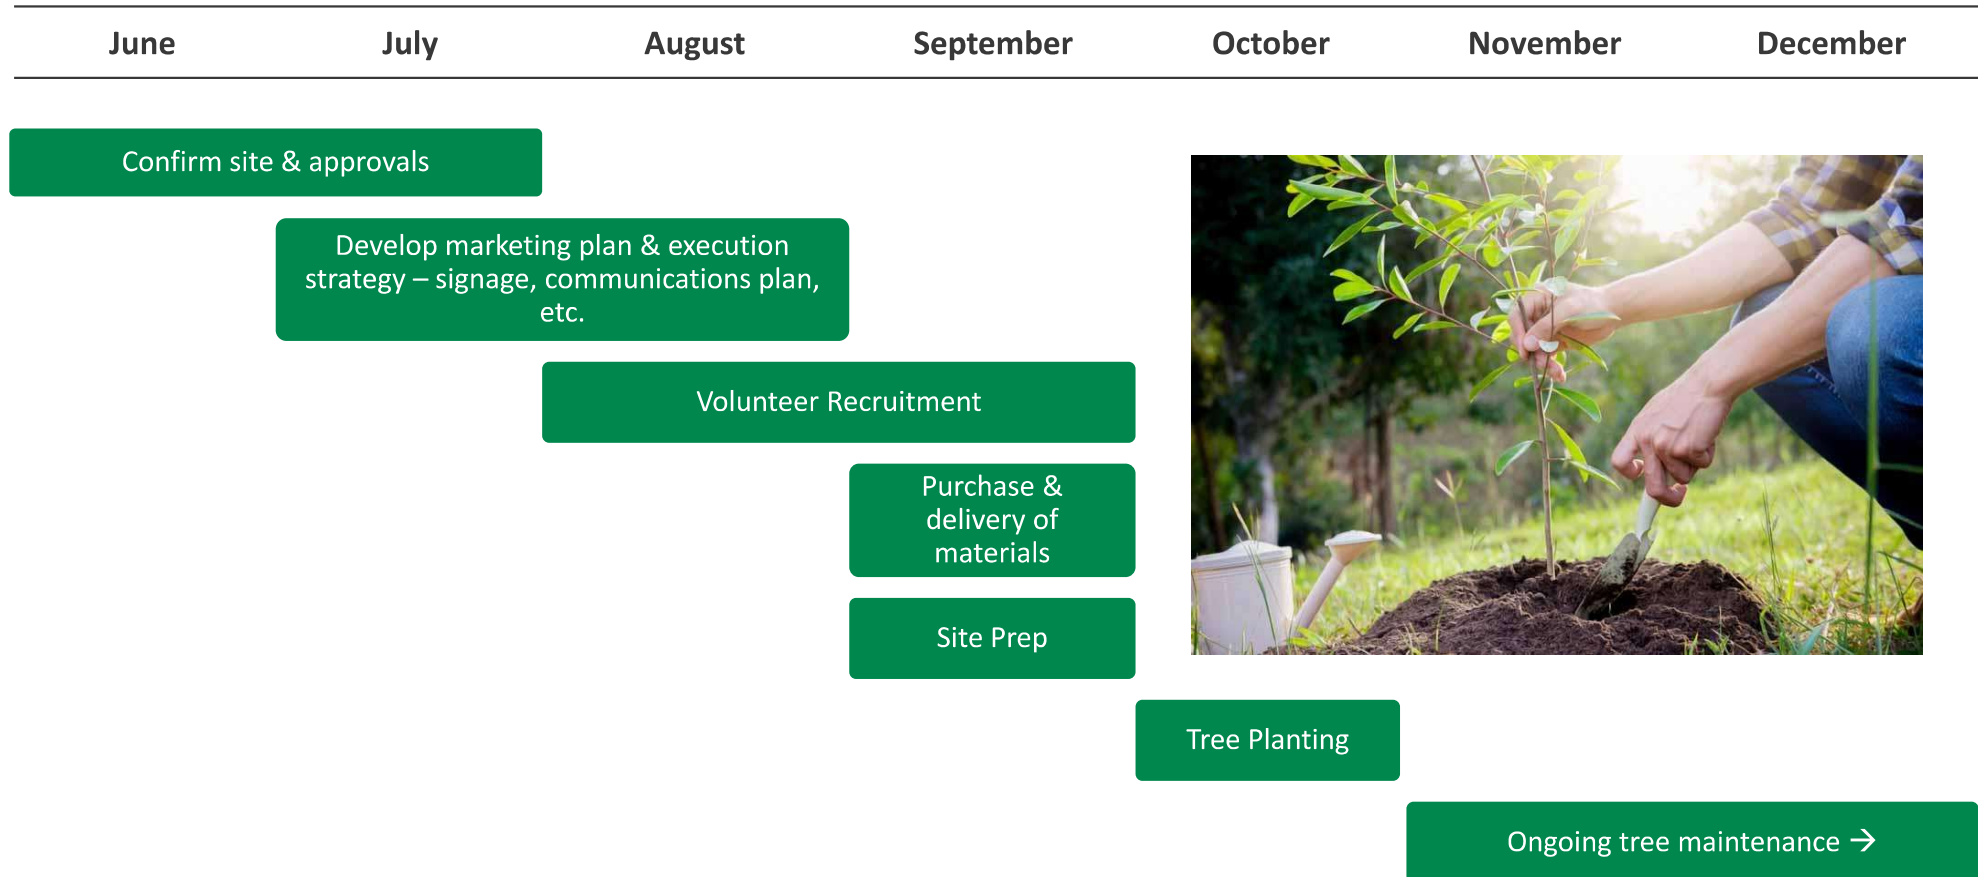 June July August September October November December
Confirm site & approvals
Develop marketing plan & execution
strategy – signage, communications plan,
etc.
Volunteer Recruitment
Purchase &
delivery of
materials
Site Prep
Tree Planting
Ongoing tree maintenance →